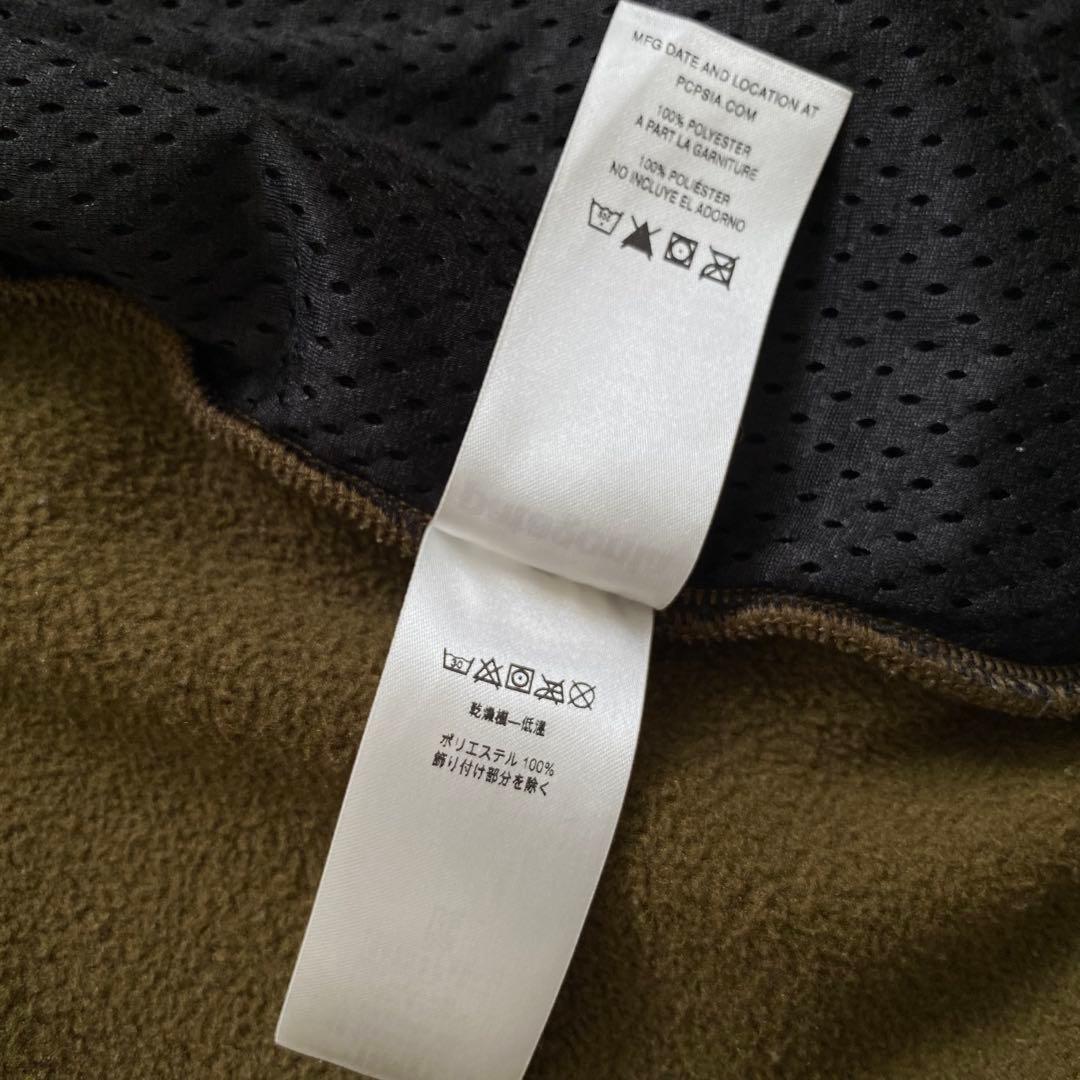 MFG DATE AND LOCATION AT
PCPSIA.COM
100% POLYESTER
A PART LA GARNITURE
100% POLIÉSTER
NO INCLUYE EL ADORNO
30
乾燥機—低温
ポリエステル 100%
飾り付け部分を除く